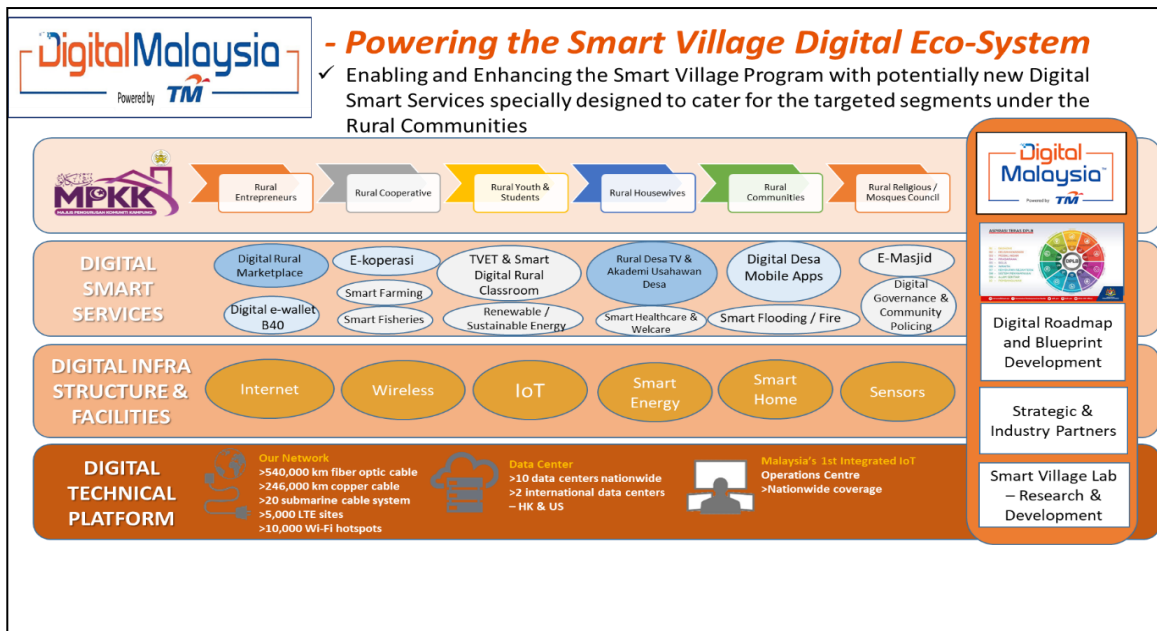 DigitalMalaysia
Powered by TM
- Powering the Smart Village Digital Eco-System
✓ Enabling and Enhancing the Smart Village Program with potentially new Digital
Smart Services specially designed to cater for the targeted segments under the
Rural Communities
MPKK
MAJLIS PENGURUSAN KOMUNITI KAMPUNG
Rural
Entrepreneurs
Rural Cooperative
Rural Youth &
Students
Rural Housewives
Rural
Communities
Rural Religious /
Mosques Council
DIGITAL
SMART
SERVICES
Digital Rural
Marketplace
Digital e-wallet
B40
E-koperasi
Smart Farming
Smart Fisheries
TVET & Smart
Digital Rural
Classroom
Renewable /
Sustainable Energy
Rural Desa TV &
Akademi Usahawan
Desa
Smart Healthcare &
Welcare
Digital Desa
Mobile Apps
Smart Flooding / Fire
E-Masjid
Digital
Governance &
Community
Policing
DIGITAL INFRA
STRUCTURE &
FACILITIES
Internet
Wireless
IoT
Smart
Energy
Smart
Home
Sensors
DIGITAL
TECHNICAL
PLATFORM
Our Network
>540,000 km fiber optic cable
>246,000 km copper cable
>20 submarine cable system
>5,000 LTE sites
>10,000 Wi-Fi hotspots
Data Center
>10 data centers nationwide
>2 international data centers
– HK & US
Malaysia's 1st Integrated IoT
Operations Centre
>Nationwide coverage
Digital
Malaysia™
Powered by TM
DPLB
Digital Roadmap
and Blueprint
Development
Strategic &
Industry Partners
Smart Village Lab
– Research &
Development